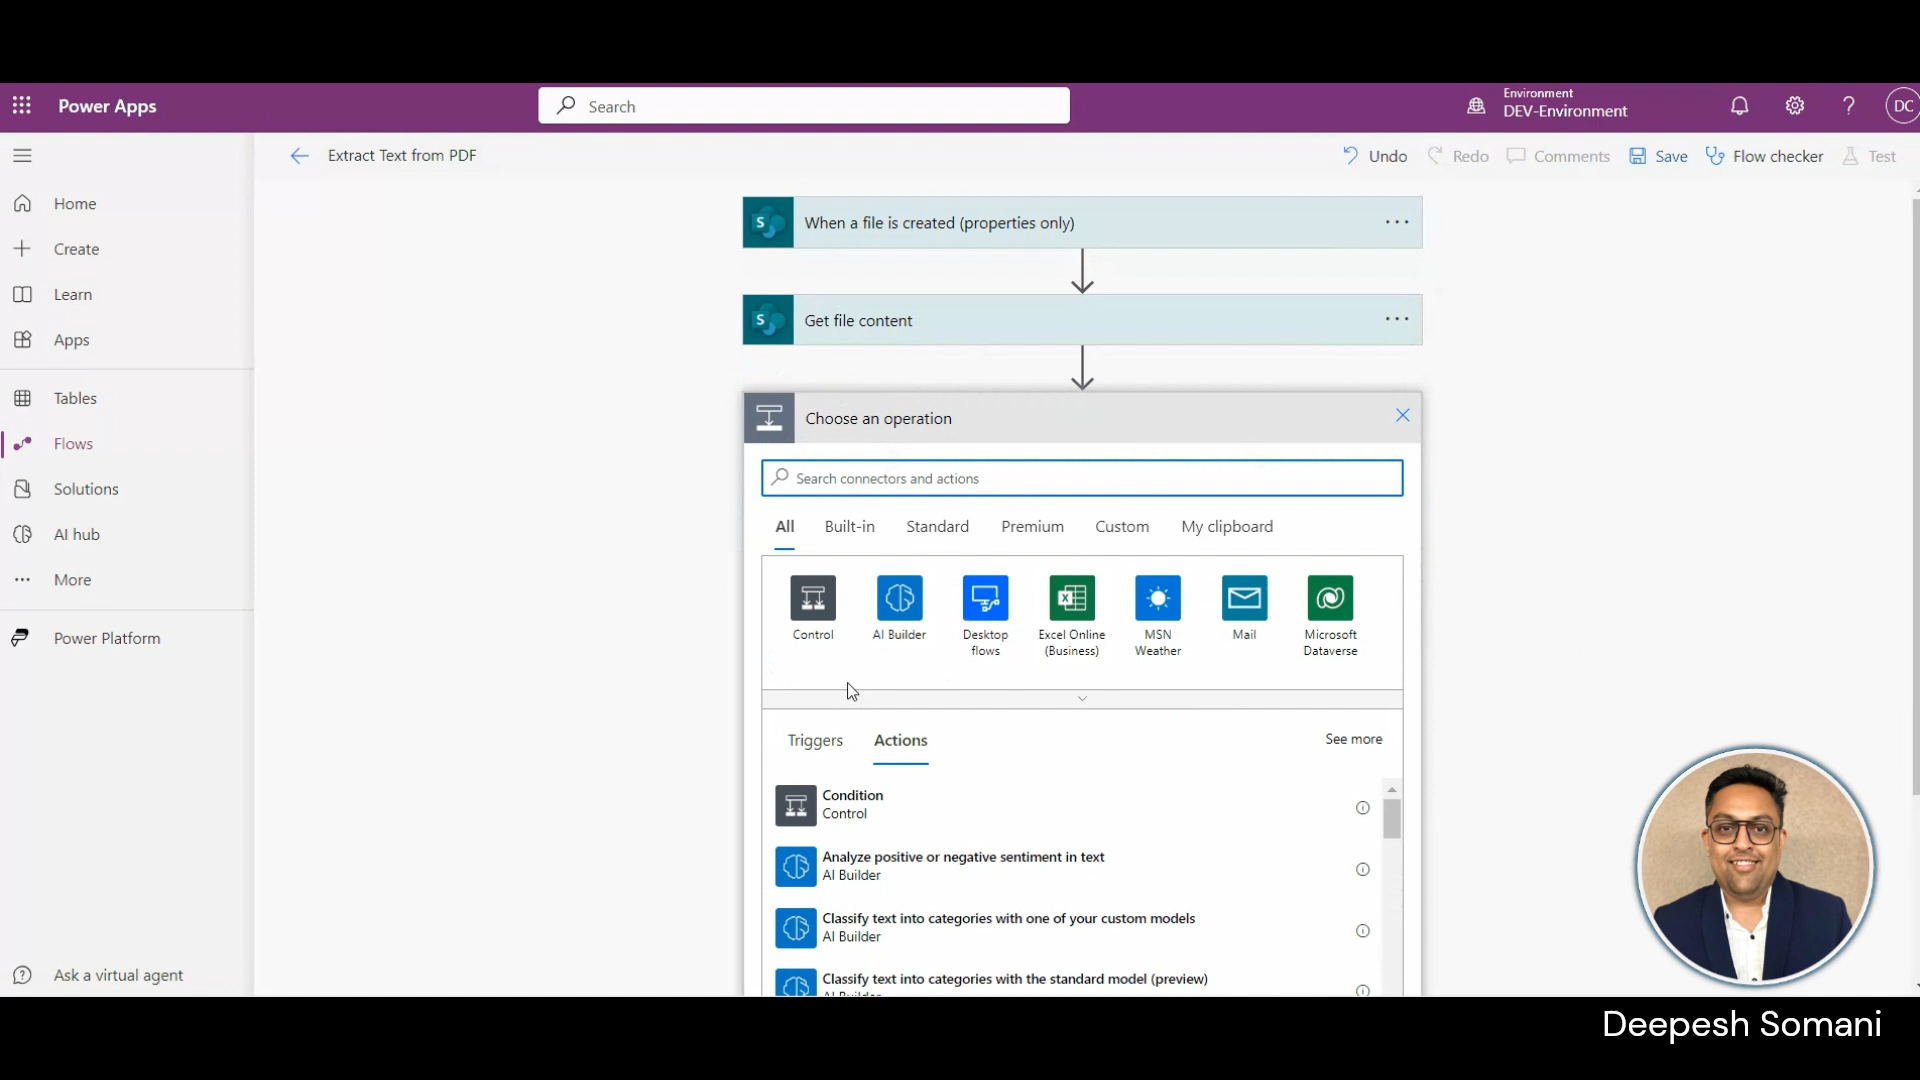 Power Apps
Search
Environment
DEV-Environment
DC
Extract Text from PDF
Undo
Redo
Comments
Save
Flow checker
Test
Home
Create
Learn
Apps
Tables
Flows
Solutions
AI hub
More
Power Platform
Ask a virtual agent
When a file is created (properties only)
Get file content
Choose an operation
Search connectors and actions
All
Built-in
Standard
Premium
Custom
My clipboard
Control
AI Builder
Desktop
flows
Excel Online
(Business)
MSN
Weather
Mail
Microsoft
Dataverse
Triggers
Actions
See more
Condition
Control
Analyze positive or negative sentiment in text
AI Builder
Classify text into categories with one of your custom models
AI Builder
Classify text into categories with the standard model (preview)
AI Builder
Deepesh Somani